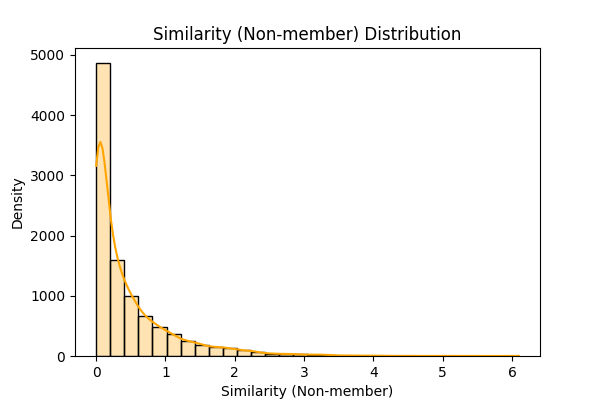 Similarity (Non-member) Distribution
5000
4000
3000
2000
1000
0
Density
0 1 2 3 4 5 6
Similarity (Non-member)